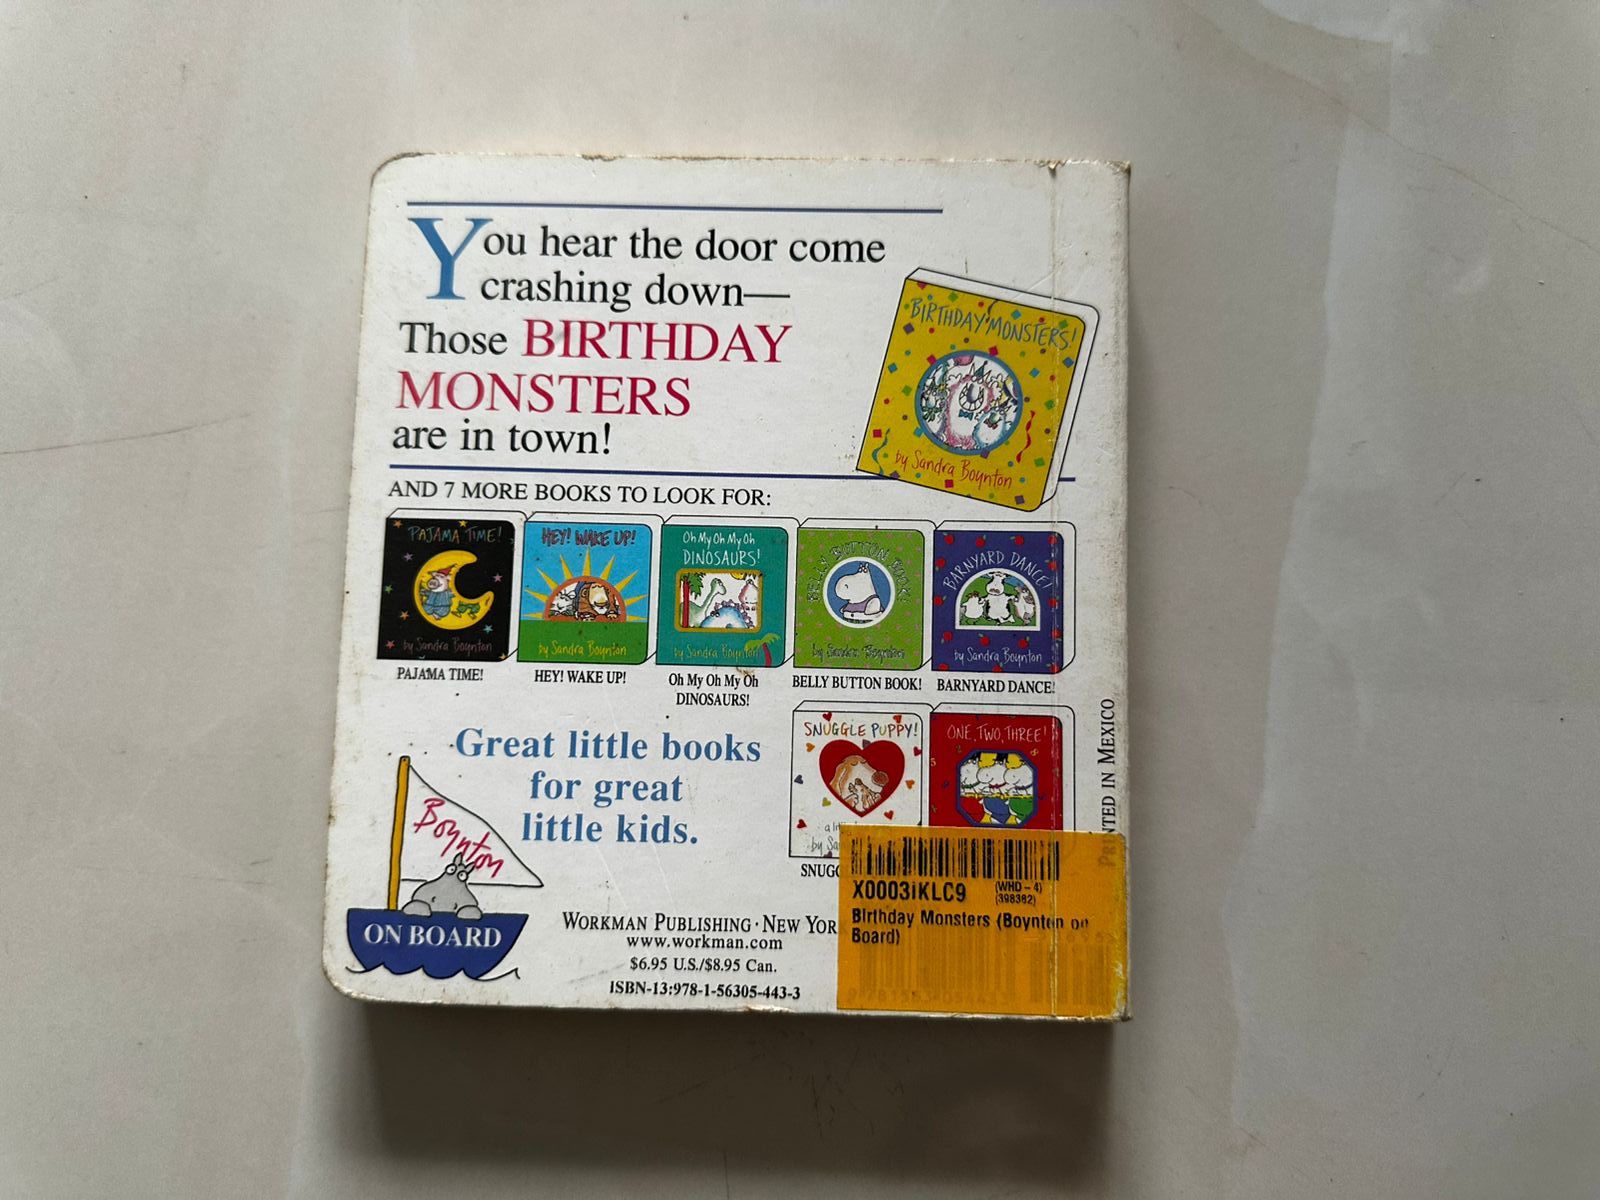 You hear the door come
crashing down—
Those BIRTHDAY
MONSTERS
are in town!
BIRTHDAY MONSTERS!
by Sandra Boynton
AND 7 MORE BOOKS TO LOOK FOR:
PAJAMA TIME!
by Sandra Boynton
HEY! WAKE UP!
by Sandra Boynton
Oh My Oh My Oh
DINOSAURS!
by Sandra Boynton
BELLY BUTTON BOOK!
by Sandra Boynton
BARNYARD DANCE!
by Sandra Boynton
PAJAMA TIME!
HEY! WAKE UP!
Oh My Oh My Oh
DINOSAURS!
BELLY BUTTON BOOK!
BARNYARD DANCE!
SNUGGLE PUPPY!
ONE, TWO, THREE!
Great little books
for great
little kids.
Boynton
ON BOARD
WORKMAN PUBLISHING · NEW YOR
www.workman.com
$6.95 U.S./$8.95 Can.
ISBN-13:978-1-56305-443-3
PRINTED IN MEXICO
X0003IKLC9
(WHD - 4)
(398382)
Birthday Monsters (Boynton on
Board)